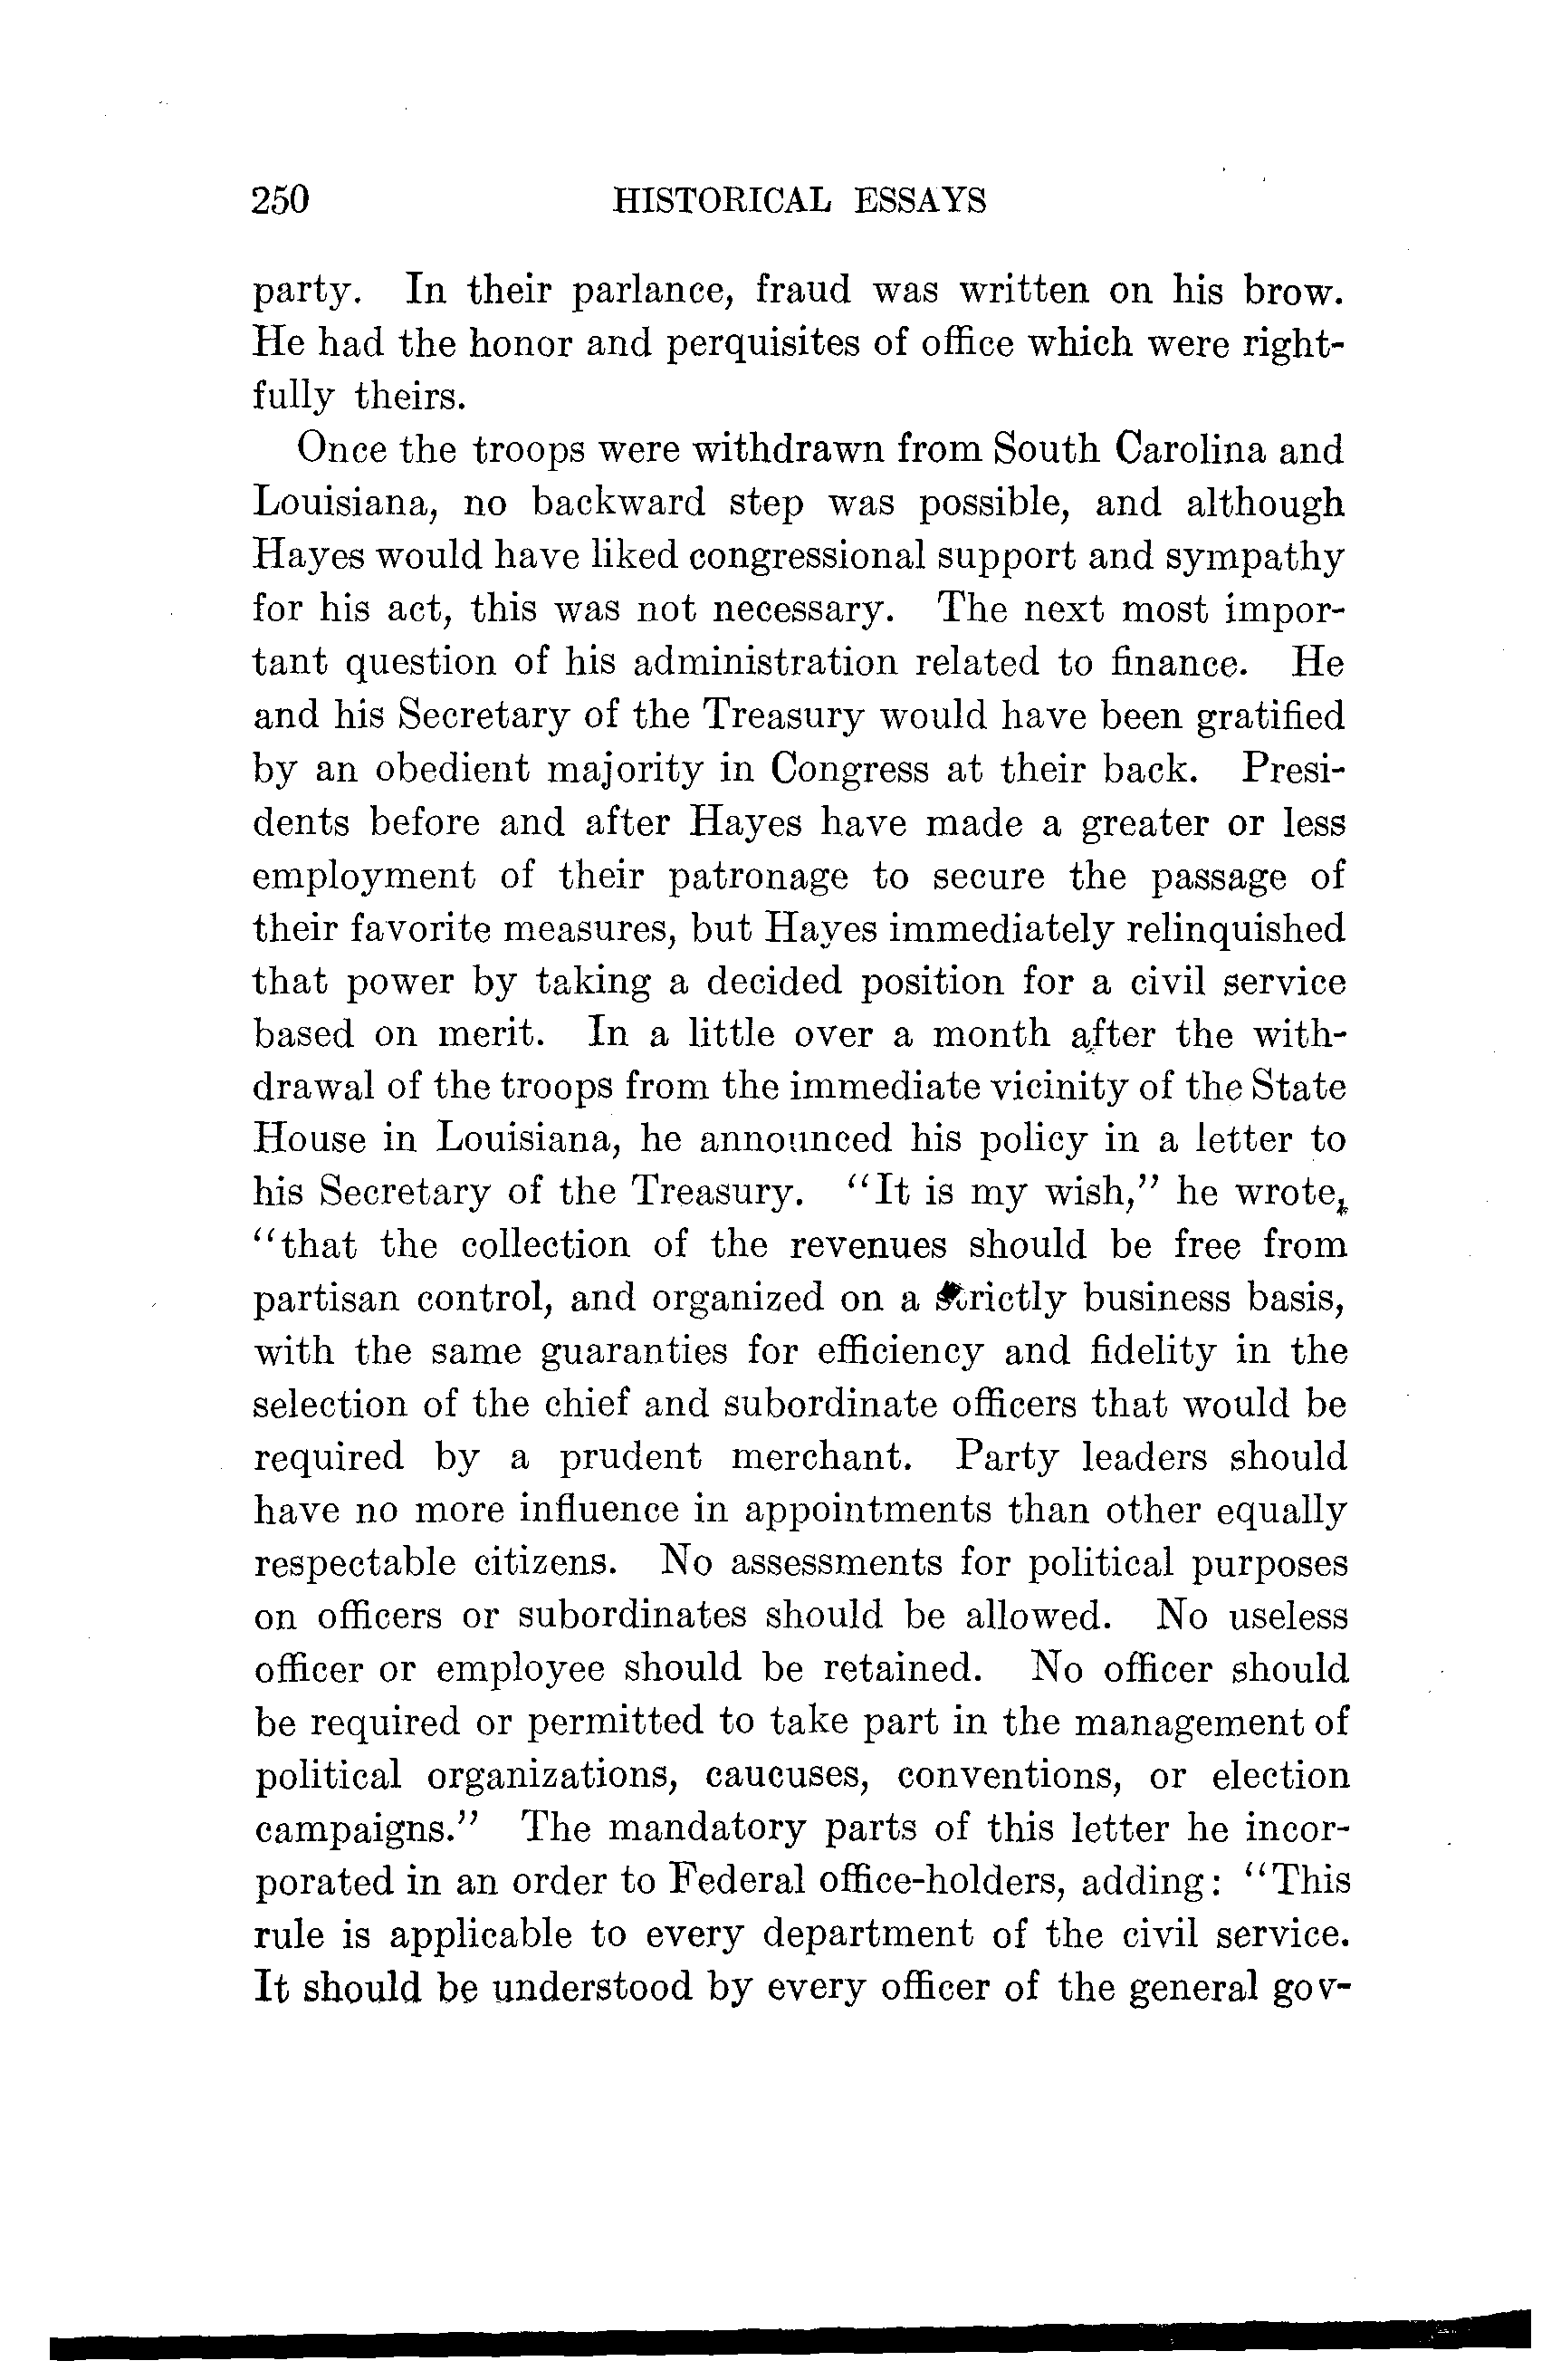 250 HISTORICAL ESSAYS
party. In their parlance, fraud was written on his brow.
He had the honor and perquisites of office which were right-
fully theirs.
Once the troops were withdrawn from South Carolina and
Louisiana, no backward step was possible, and although
Hayes would have liked congressional support and sympathy
for his act, this was not necessary. The next most impor-
tant question of his administration related to finance. He
and his Secretary of the Treasury would have been gratified
by an obedient majority in Congress at their back. Presi-
dents before and after Hayes have made a greater or less
employment of their patronage to secure the passage of
their favorite measures, but Hayes immediately relinquished
that power by taking a decided position for a civil service
based on merit. In a little over a month after the with-
drawal of the troops from the immediate vicinity of the State
House in Louisiana, he announced his policy in a letter to
his Secretary of the Treasury. "It is my wish," he wrote,
"that the collection of the revenues should be free from
partisan control, and organized on a strictly business basis,
with the same guaranties for efficiency and fidelity in the
selection of the chief and subordinate officers that would be
required by a prudent merchant. Party leaders should
have no more influence in appointments than other equally
respectable citizens. No assessments for political purposes
on officers or subordinates should be allowed. No useless
officer or employee should be retained. No officer should
be required or permitted to take part in the management of
political organizations, caucuses, conventions, or election
campaigns." The mandatory parts of this letter he incor-
porated in an order to Federal office-holders, adding: "This
rule is applicable to every department of the civil service.
It should be understood by every officer of the general gov-